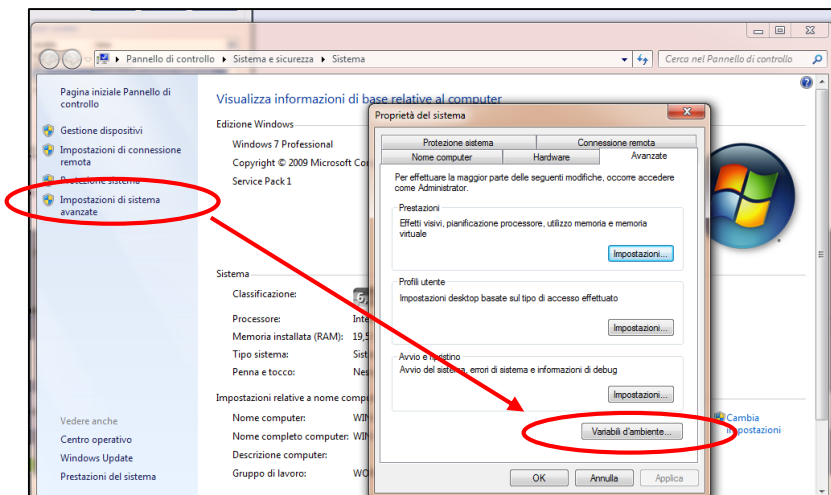 Pannello di controllo ▸ Sistema e sicurezza ▸ Sistema
Cerca nel Pannello di controllo
Pagina iniziale Pannello di
controllo
Gestione dispositivi
Impostazioni di connessione
remota
Protezione sistema
Impostazioni di sistema
avanzate
Vedere anche
Centro operativo
Windows Update
Prestazioni del sistema
Visualizza informazioni di base relative al computer
Edizione Windows
Windows 7 Professional
Copyright © 2009 Microsoft
Service Pack 1
Sistema
Classificazione:
Processore:
Memoria installata (RAM): 19,5
Tipo sistema:
Penna e tocco:
Impostazioni relative a nome
Nome computer:
Nome completo computer:
Descrizione computer:
Gruppo di lavoro:
Cambia
impostazioni
Proprietà del sistema
Protezione sistema
Connessione remota
Nome computer
Hardware
Avanzate
Per effettuare la maggior parte delle seguenti modifiche, occorre accedere
come Administrator.
Prestazioni
Effetti visivi, pianificazione processore, utilizzo memoria e memoria
virtuale
Impostazioni...
Profili utente
Impostazioni desktop basate sul tipo di accesso effettuato
Impostazioni...
Avvio e ripristino
Avvio del sistema, errori di sistema e informazioni di debug
Impostazioni...
Variabili d'ambiente...
OK
Annulla
Applica